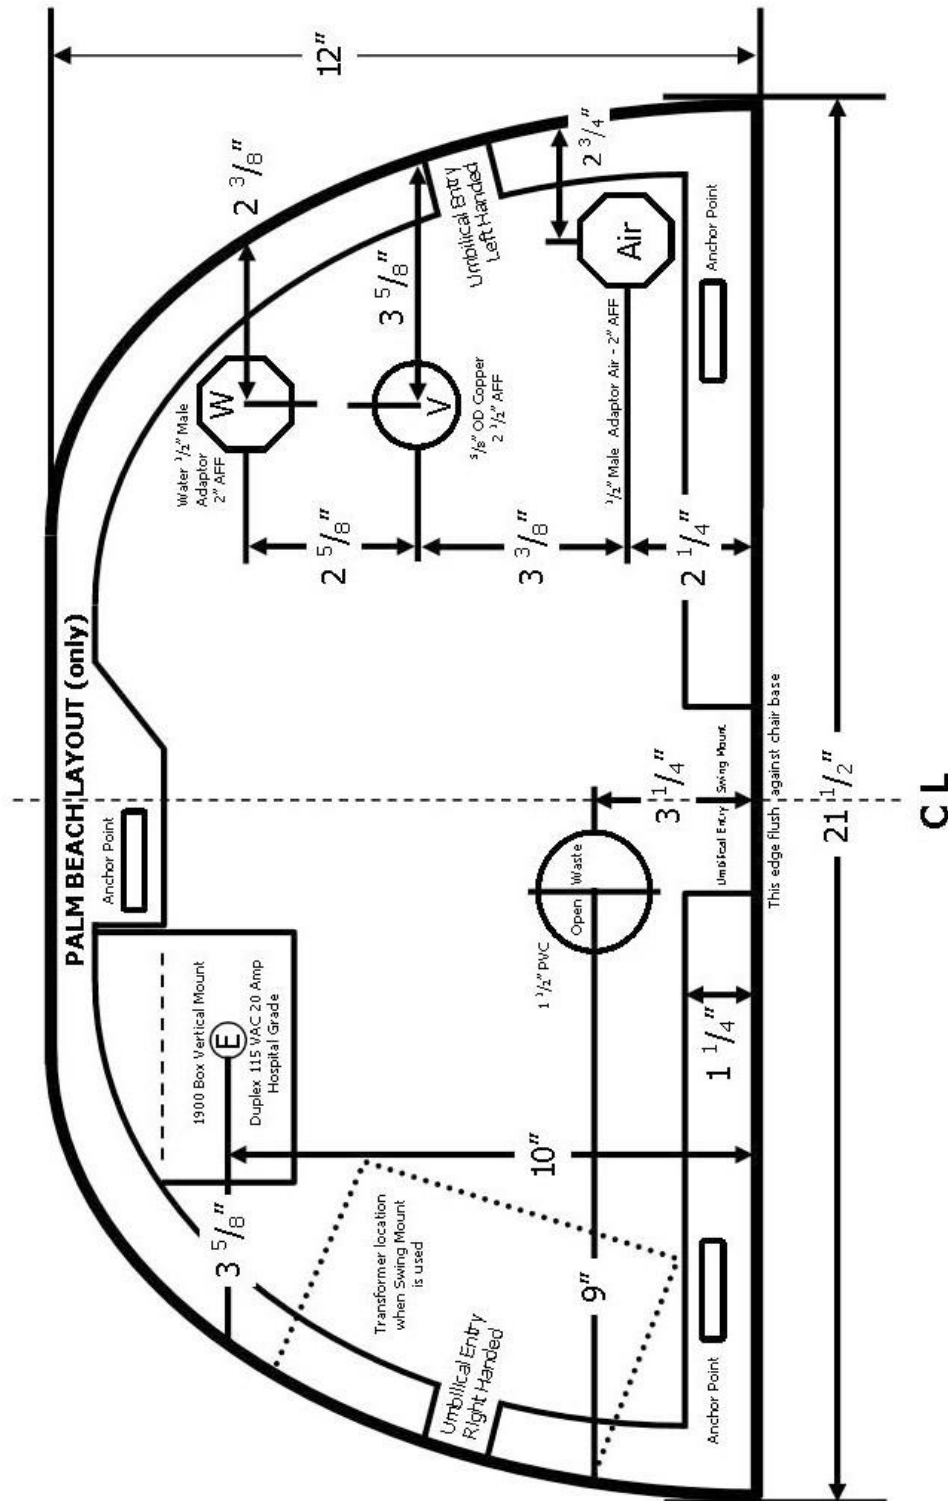 PALM BEACH LAYOUT (only)
12"
2 3/8"
Water 1/2" Male
Adaptor
2" AFF
W
3 5/8"
V
5/8" OD Copper
2 1/2" AFF
Umbilical Entry
Left Handed
2 3/4"
Air
1/2" Male Adaptor Air - 2" AFF
Anchor Point
2 5/8"
3 3/8"
2 1/4"
Anchor Point
1900 Box Vertical Mount
E
Duplex 115 VAC 20 Amp
Hospital Grade
3 5/8"
10"
Transformer location
when Swing Mount
is used
Umbilical Entry
Right Handed
1 1/2" PVC
Open Waste
9"
3 1/4"
Umbilical Entry Swing Mount
1 1/4"
Anchor Point
This edge flush against chair base
21 1/2"
C L